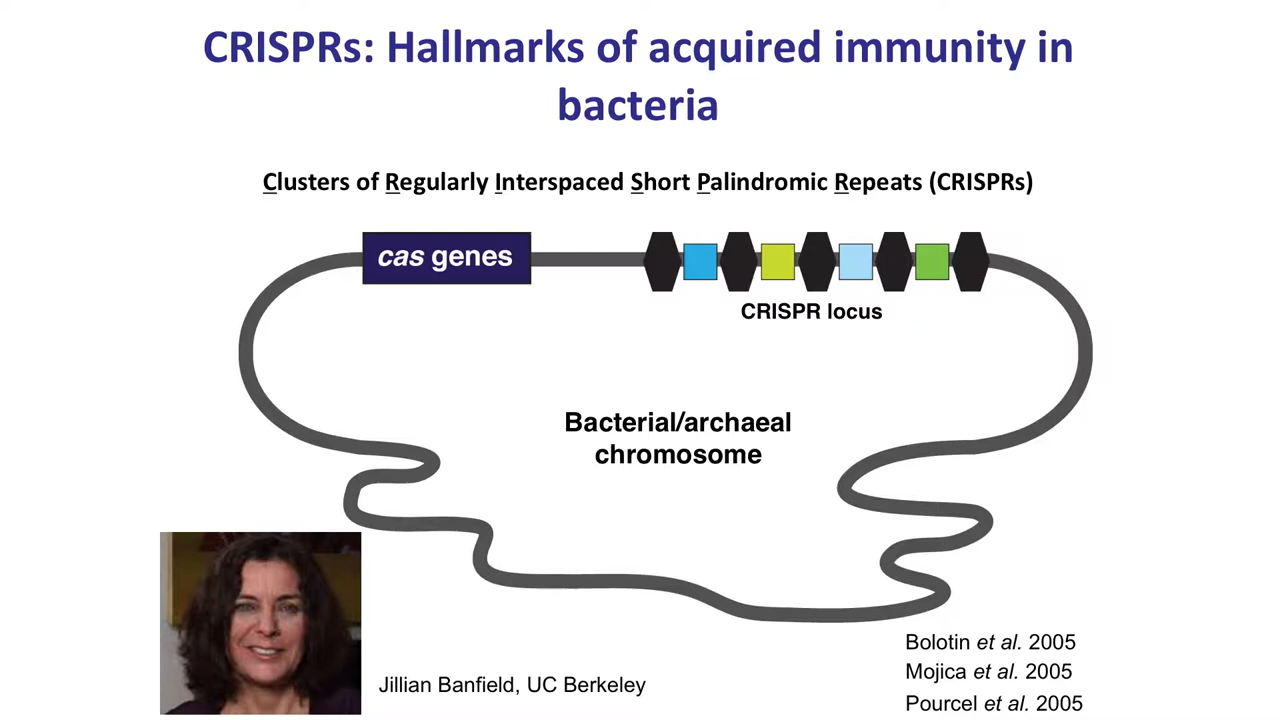 CRISPRs: Hallmarks of acquired immunity in
bacteria
Clusters of Regularly Interspaced Short Palindromic Repeats (CRISPRs)
cas genes
CRISPR locus
Bacterial/archaeal
chromosome
Jillian Banfield, UC Berkeley
Bolotin et al. 2005
Mojica et al. 2005
Pourcel et al. 2005